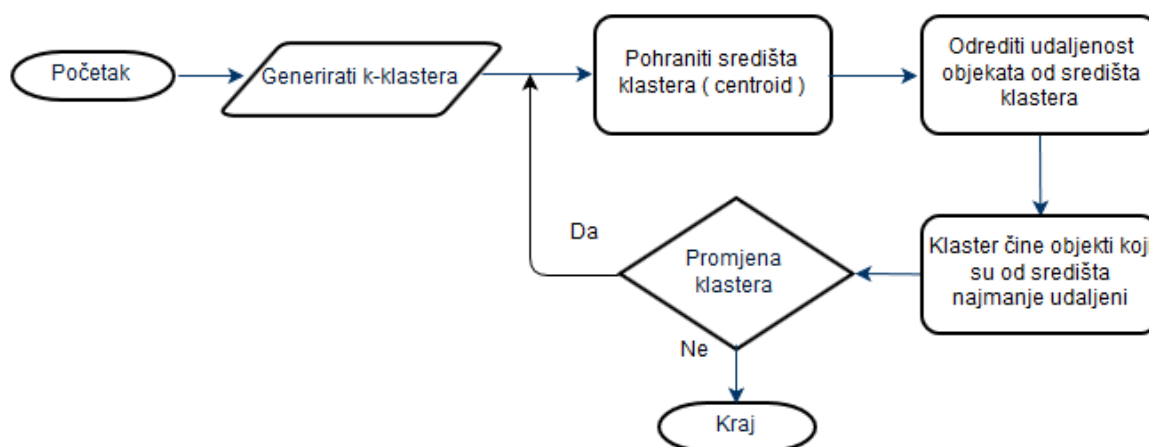 Početak
Generirati k-klastera
Pohraniti središta
klastera ( centroid )
Odrediti udaljenost
objekata od središta
klastera
Klaster čine objekti koji
su od središta
najmanje udaljeni
Promjena
klastera
Da
Ne
Kraj